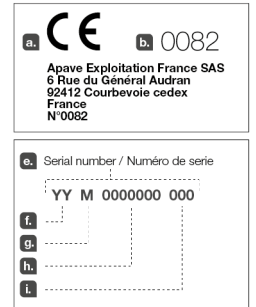 a. CE b. 0082
Apave Exploitation France SAS
6 Rue du Général Audran
92412 Courbevoie cedex
France
N°0082
e. Serial number / Numéro de serie
YY M 0000000 000
f.
g.
h.
i.